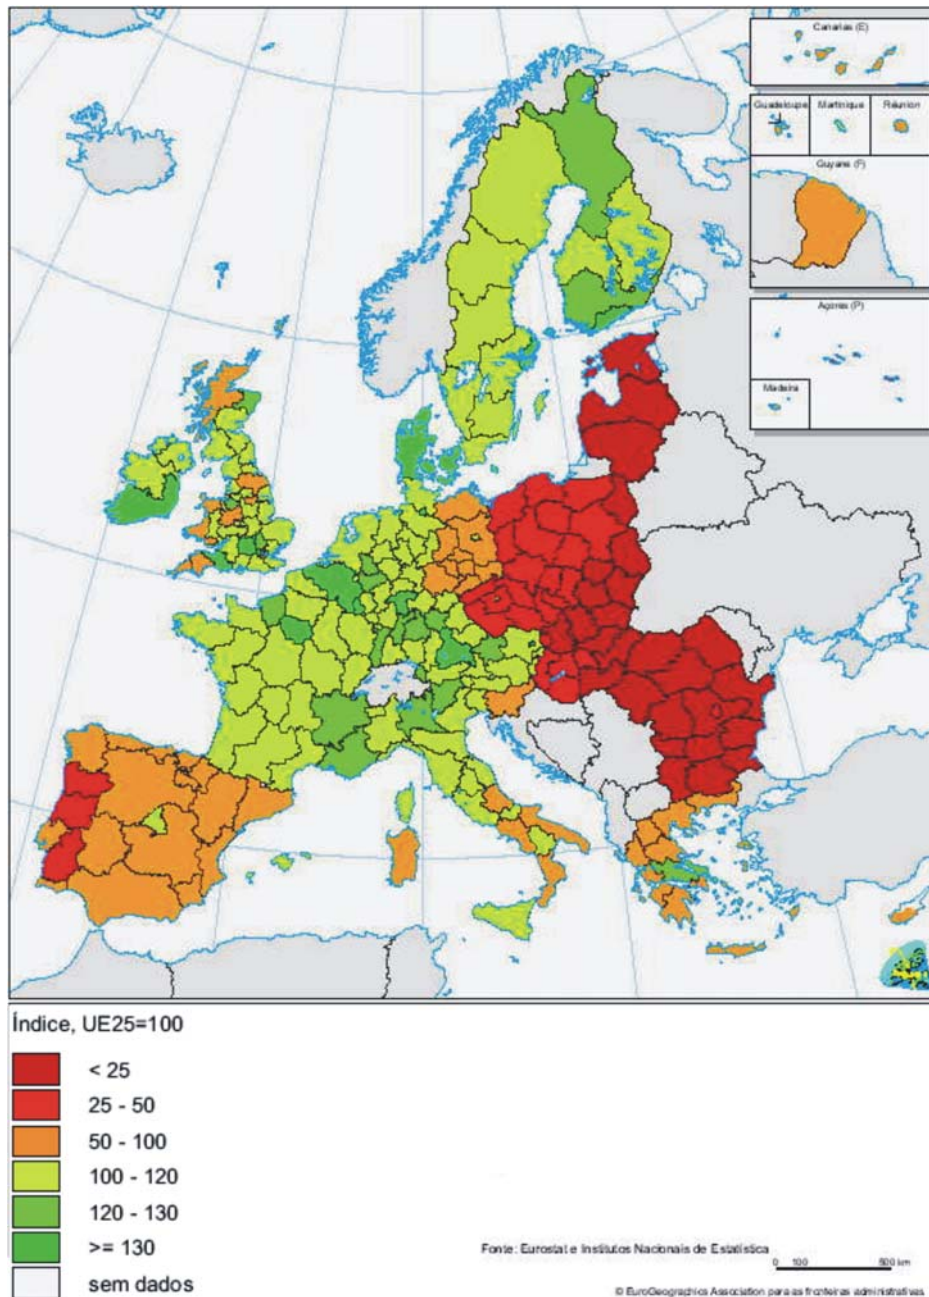 Canarias (E)
Guadeloupe
Martinique
Réunion
Guyane (F)
Açores (P)
Madeira
Índice, UE25=100
< 25
25 - 50
50 - 100
100 - 120
120 - 130
>= 130
sem dados
Fonte: Eurostat e Institutos Nacionais de Estatística
0 100 500 km
© EuroGeographics Association para as fronteiras administrativas